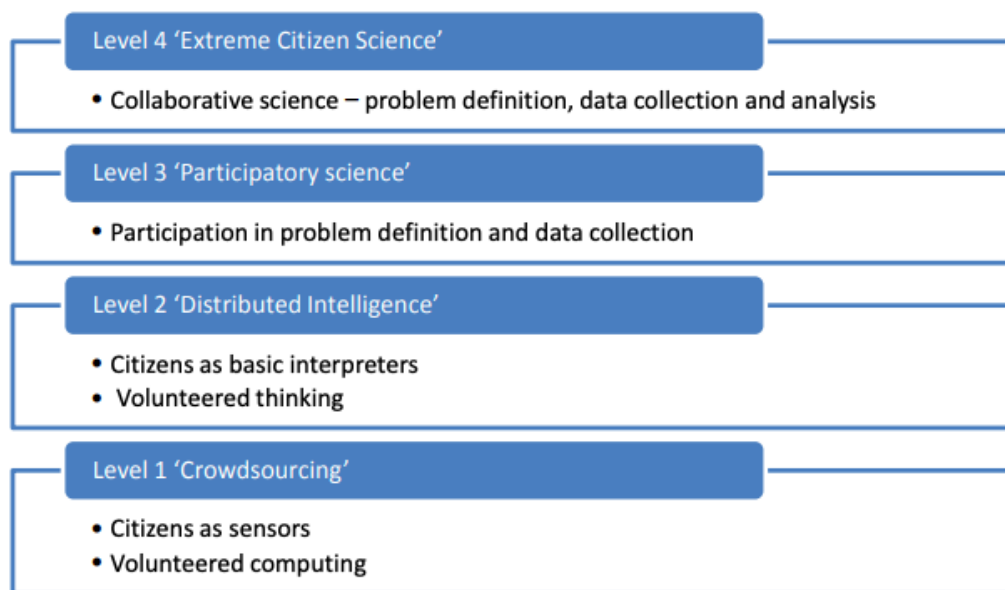 Level 4 ‘Extreme Citizen Science’
• Collaborative science – problem definition, data collection and analysis
Level 3 ‘Participatory science’
• Participation in problem definition and data collection
Level 2 ‘Distributed Intelligence’
• Citizens as basic interpreters
• Volunteered thinking
Level 1 ‘Crowdsourcing’
• Citizens as sensors
• Volunteered computing